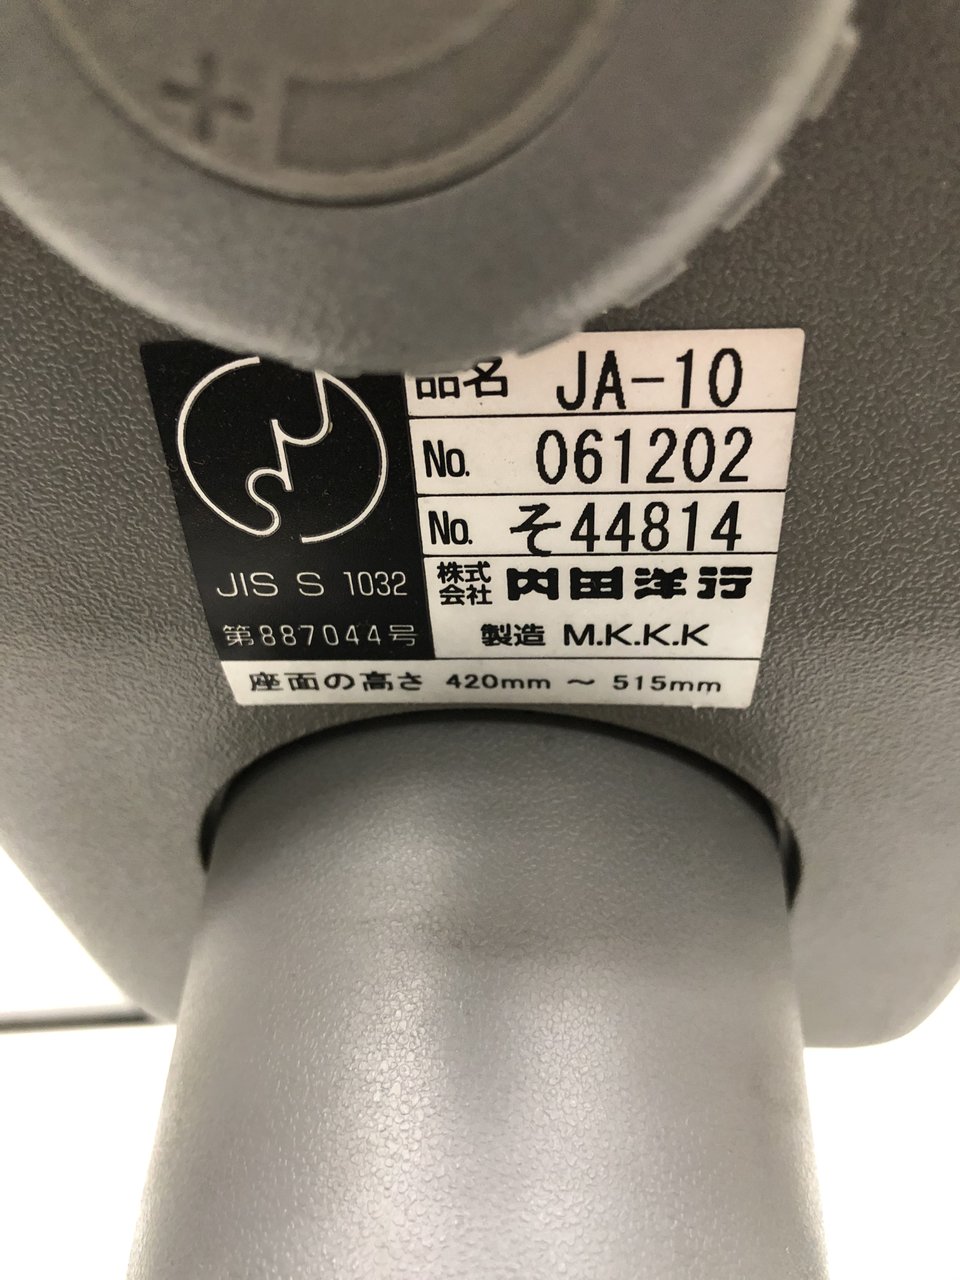 +
品名 JA-10
No. 061202
No. そ44814
JIS S 1032
第887044号
株式会社 内田洋行
製造 M.K.K.K
座面の高さ 420mm ～ 515mm